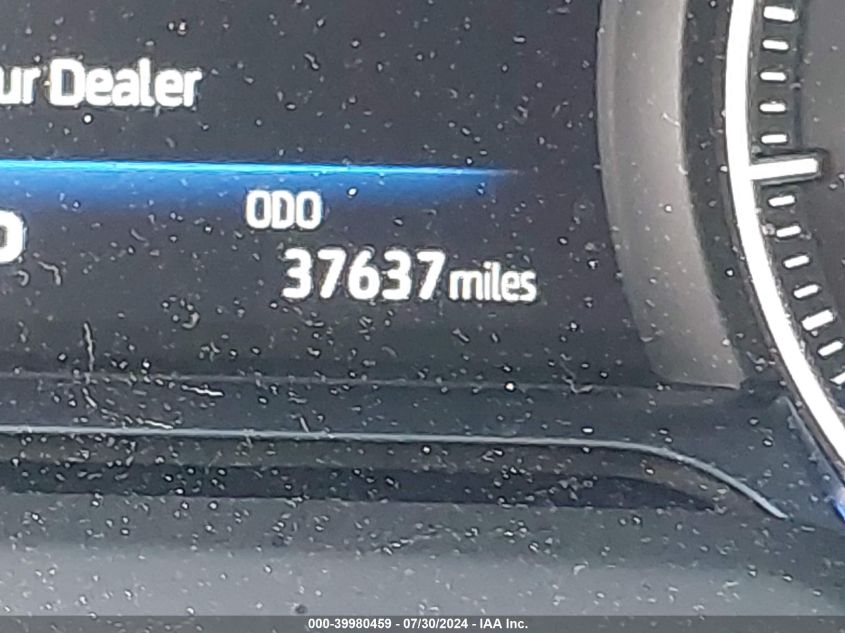 ur Dealer
ODO
37637 miles
000-39980459 - 07/30/2024 - IAA Inc.